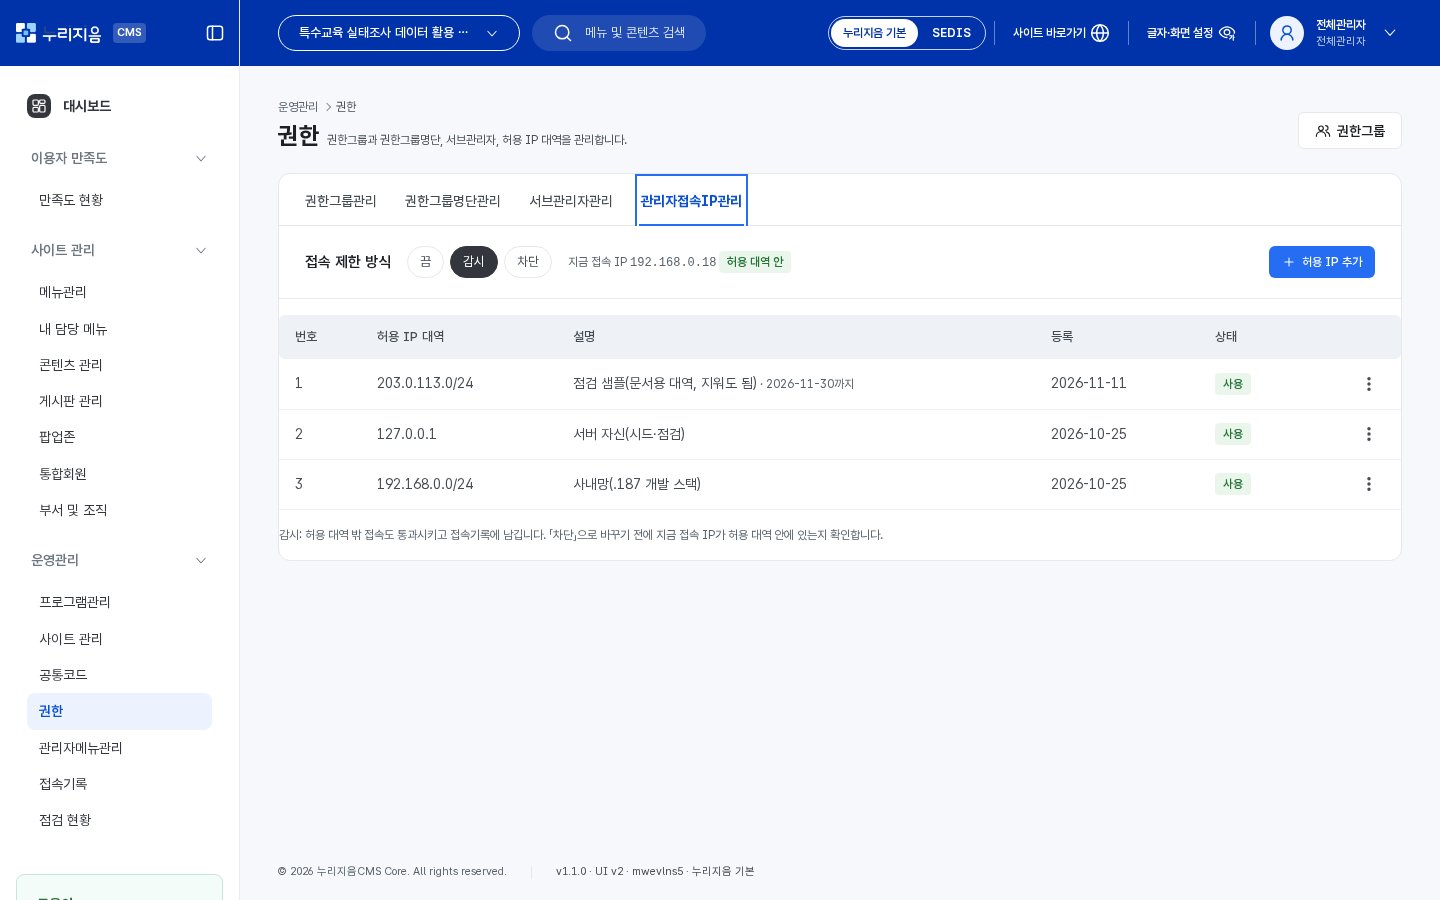 누리지음 CMS
특수교육 실태조사 데이터 활용 ···
메뉴 및 콘텐츠 검색
누리지음 기본
SEDIS
사이트 바로가기
글자·화면 설정
전체관리자
전체관리자
대시보드
이용자 만족도
만족도 현황
사이트 관리
메뉴관리
내 담당 메뉴
콘텐츠 관리
게시판 관리
팝업존
통합회원
부서 및 조직
운영관리
프로그램관리
사이트 관리
공통코드
권한
관리자메뉴관리
접속기록
점검 현황
운영관리 > 권한
권한 권한그룹과 권한그룹명단, 서브관리자, 허용 IP 대역을 관리합니다.
권한그룹
권한그룹관리 권한그룹명단관리 서브관리자관리 관리자접속IP관리
접속 제한 방식 끔 감시 차단 지금 접속 IP 192.168.0.18 허용 대역 안
+ 허용 IP 추가
번호 허용 IP 대역 설명 등록 상태
1 203.0.113.0/24 점검 샘플(문서용 대역, 지워도 됨) · 2026-11-30까지 2026-11-11 사용
2 127.0.0.1 서버 자신(시드·점검) 2026-10-25 사용
3 192.168.0.0/24 사내망(.187 개발 스택) 2026-10-25 사용
감시: 허용 대역 밖 접속도 통과시키고 접속기록에 남깁니다. 「차단」으로 바꾸기 전에 지금 접속 IP가 허용 대역 안에 있는지 확인합니다.
© 2026 누리지음CMS Core. All rights reserved.
v1.1.0 · UI v2 · mwevlns5 · 누리지음 기본